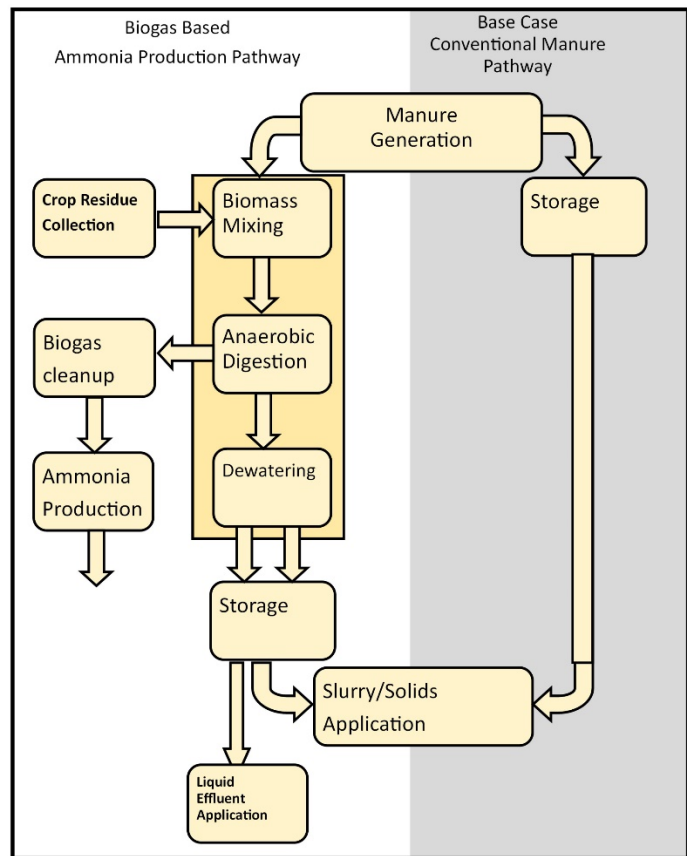 Biogas Based
Ammonia Production Pathway
Base Case
Conventional Manure
Pathway
Manure
Generation
Crop Residue
Collection
Biomass
Mixing
Storage
Biogas
cleanup
Anaerobic
Digestion
Ammonia
Production
Dewatering
Storage
Slurry/Solids
Application
Liquid
Effluent
Application